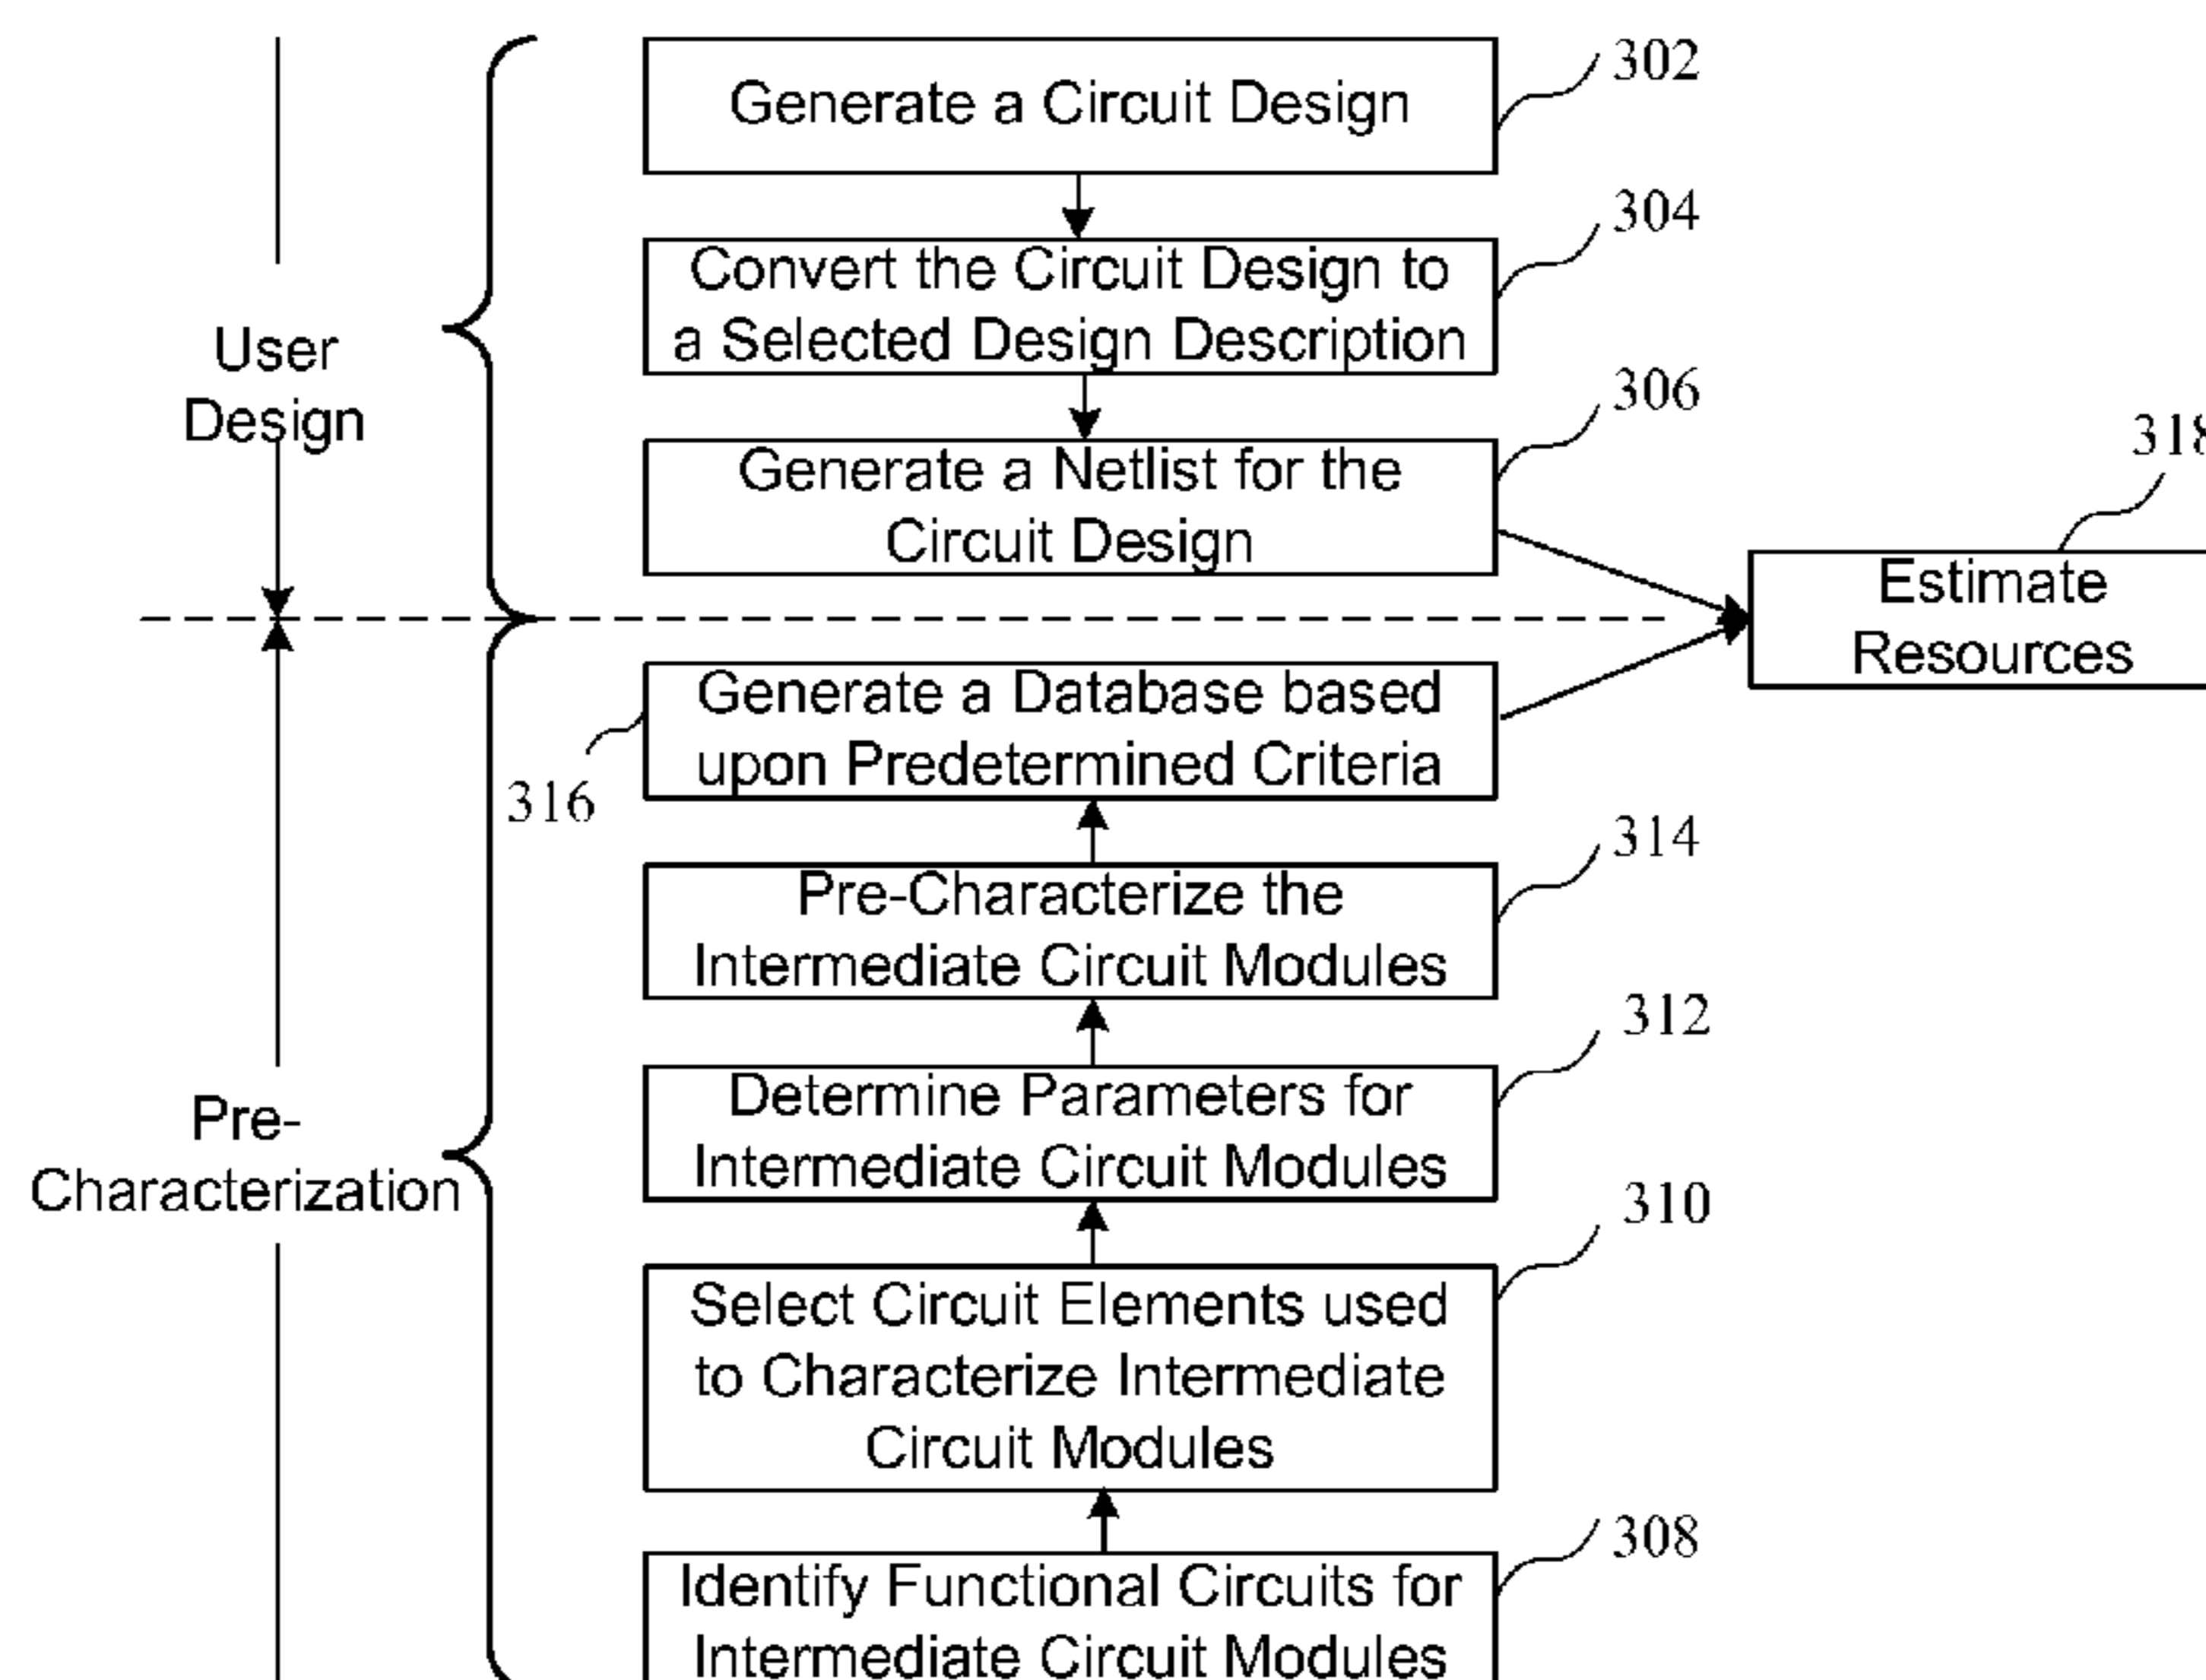 Generate a Circuit Design
302
Convert the Circuit Design to
a Selected Design Description
304
User
Design
Generate a Netlist for the
Circuit Design
306
318
Estimate
Resources
Generate a Database based
upon Predetermined Criteria
316
Pre-Characterize the
Intermediate Circuit Modules
314
Pre-
Characterization
Determine Parameters for
Intermediate Circuit Modules
312
Select Circuit Elements used
to Characterize Intermediate
Circuit Modules
310
Identify Functional Circuits for
Intermediate Circuit Modules
308